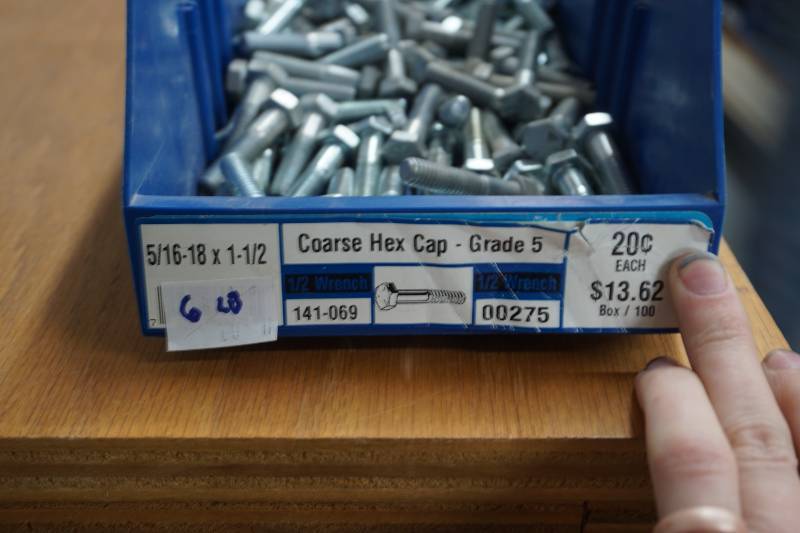 5/16-18 x 1-1/2
6 LB
Coarse Hex Cap - Grade 5
1/2 Wrench
1/2 Wrench
141-069
00275
20¢
EACH
$13.62
Box / 100